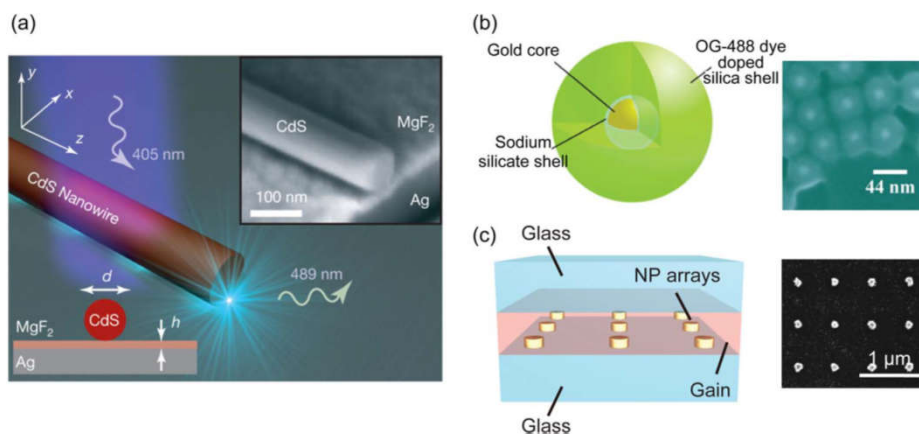 (a)
y
x
z
405 nm
CdS Nanowire
CdS
MgF2
100 nm
Ag
489 nm
d
CdS
h
MgF2
Ag
(b)
Gold core
OG-488 dye
doped
silica shell
Sodium
silicate shell
44 nm
(c)
Glass
NP arrays
Gain
Glass
1 μm